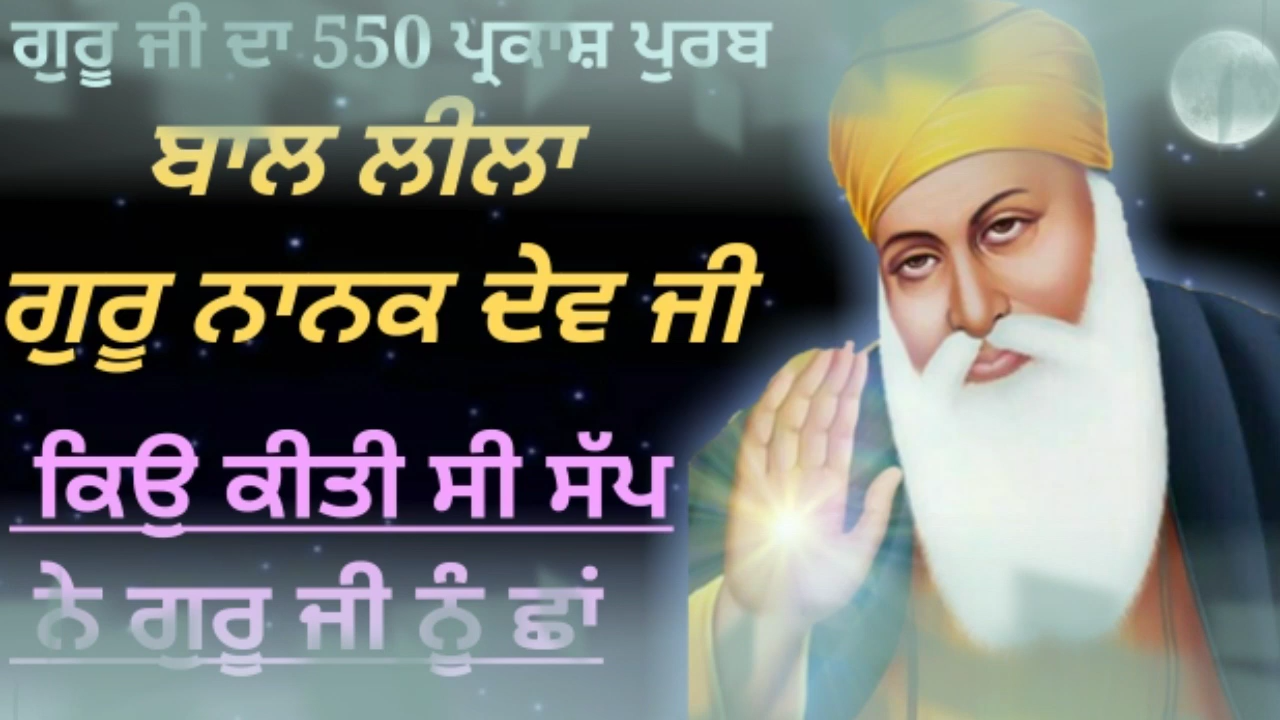 ਗੁਰੂ ਜੀ ਦਾ 550 ਪ੍ਰਕਾਸ਼ ਪੁਰਬ
ਬਾਲ ਲੀਲਾ
ਗੁਰੂ ਨਾਨਕ ਦੇਵ ਜੀ
ਕਿਉ ਕੀਤੀ ਸੀ ਸੱਪ
ਨੇ ਗੁਰੂ ਜੀ ਨੂੰ ਛਾਂ